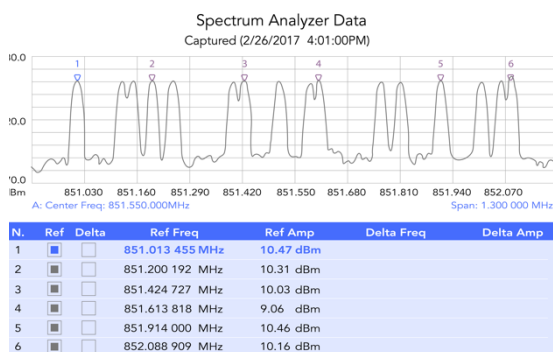 Spectrum Analyzer Data
Captured (2/26/2017 4:01:00PM)
1 2 3 4 5 6
851.030 851.160 851.290 851.420 851.550 851.680 851.810 851.940 852.070
A: Center Freq: 851.550.000MHz Span: 1.300 000 MHz
N. Ref Delta Ref Freq Ref Amp Delta Freq Delta Amp
1 851.013 455 MHz 10.47 dBm
2 851.200 192 MHz 10.31 dBm
3 851.424 727 MHz 10.03 dBm
4 851.613 818 MHz 9.06 dBm
5 851.914 000 MHz 10.46 dBm
6 852.088 909 MHz 10.16 dBm